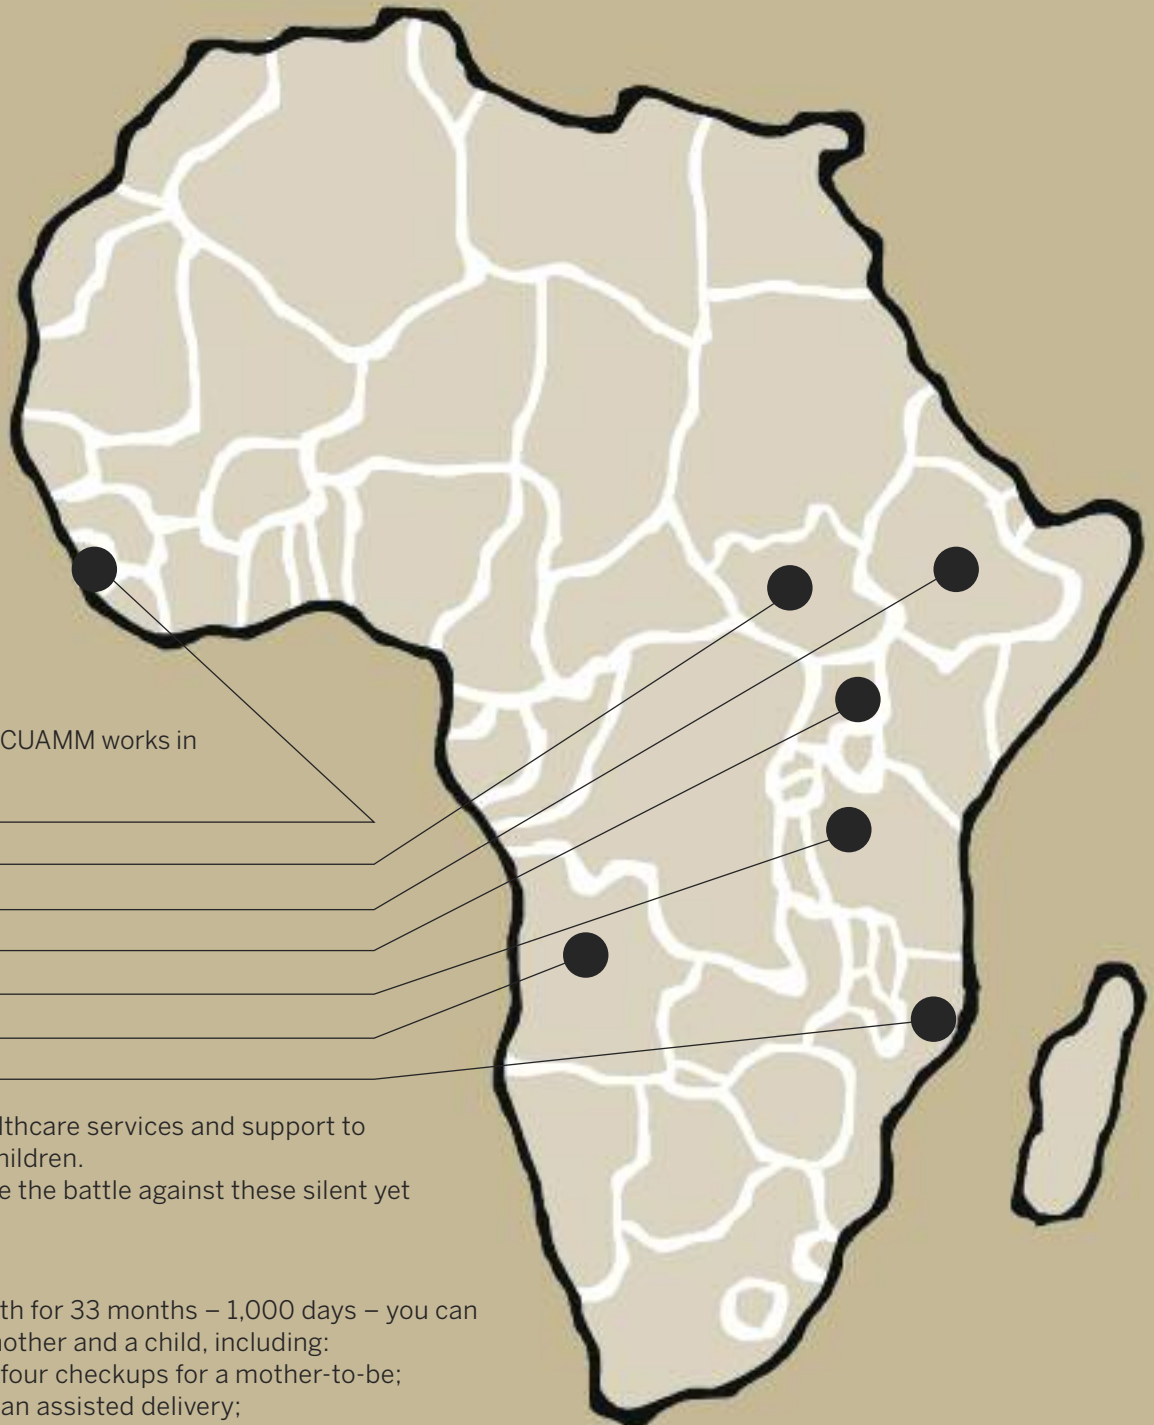 CUAMM works in
lthcare services and support to
hildren.
e the battle against these silent yet
th for 33 months – 1,000 days – you can
nother and a child, including:
four checkups for a mother-to-be;
an assisted delivery;